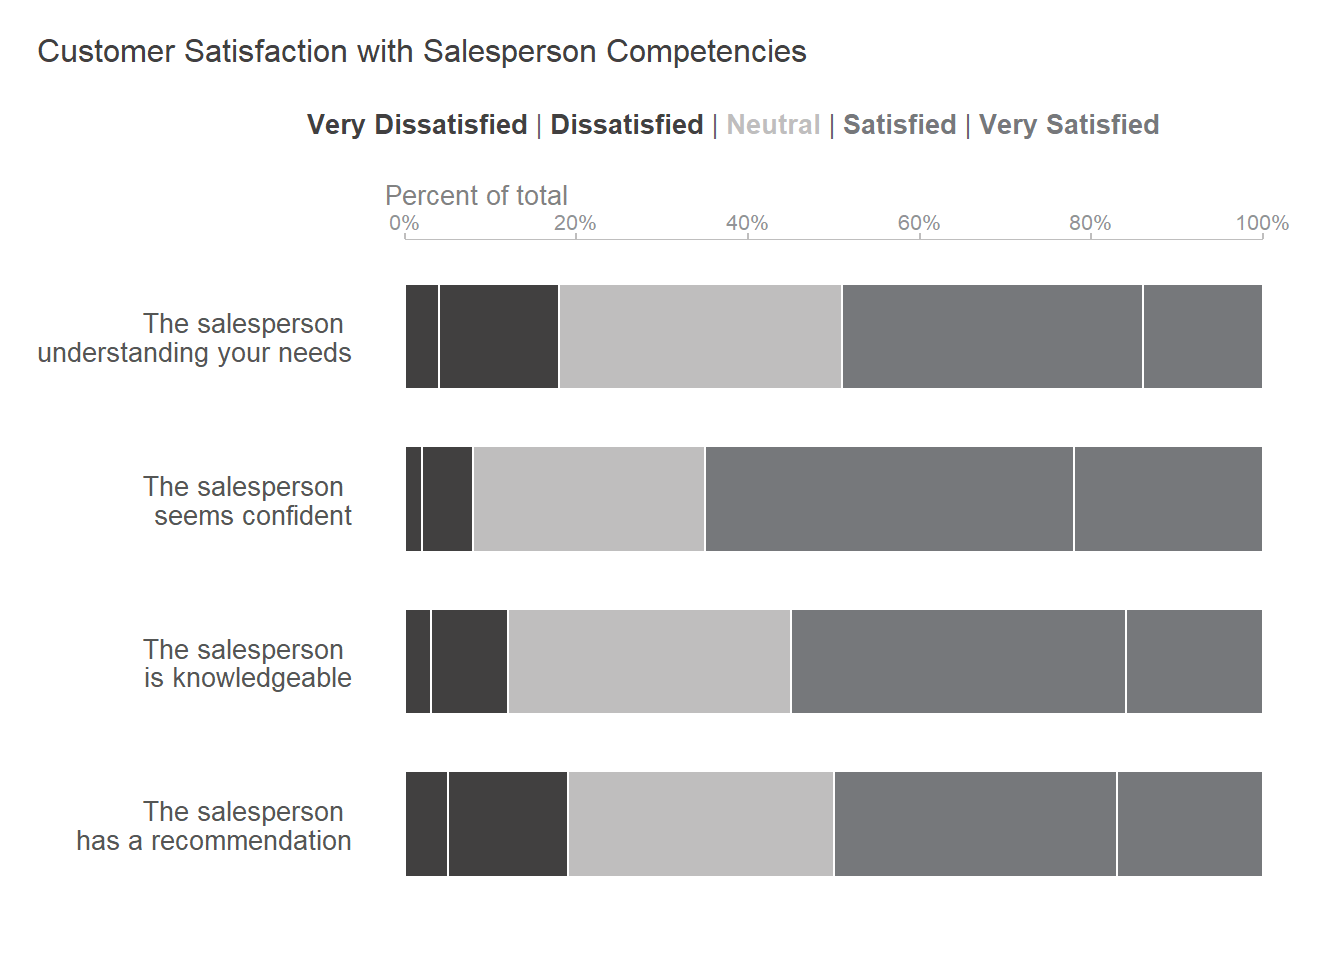 Customer Satisfaction with Salesperson Competencies
Very Dissatisfied | Dissatisfied | Neutral | Satisfied | Very Satisfied
Percent of total
0% 20% 40% 60% 80% 100%
The salesperson
understanding your needs
The salesperson
seems confident
The salesperson
is knowledgeable
The salesperson
has a recommendation